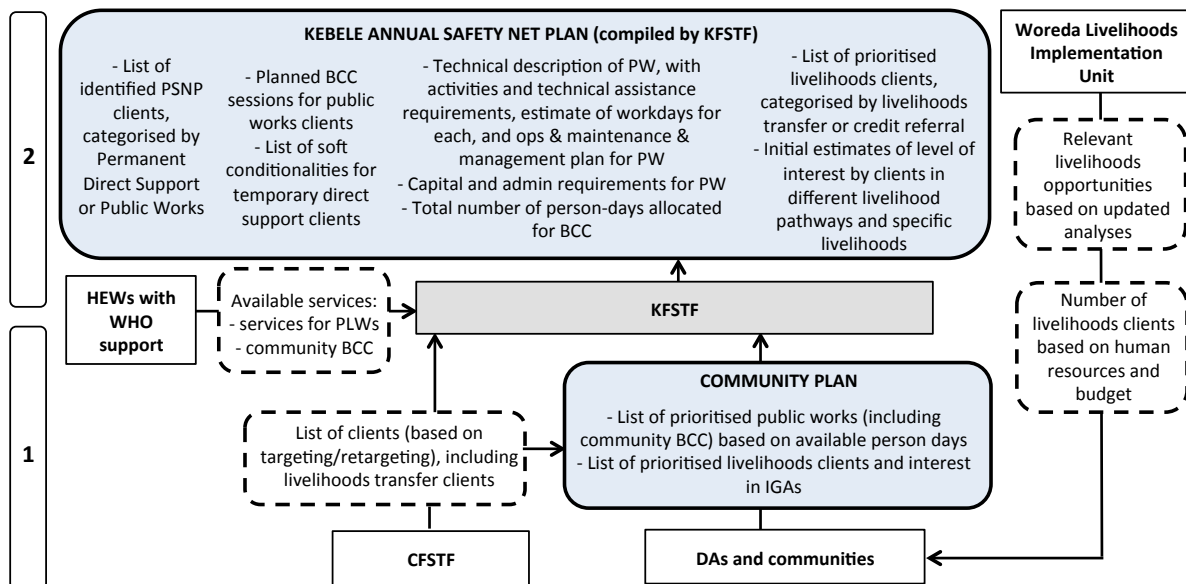 2
KEBELE ANNUAL SAFETY NET PLAN (compiled by KFSTF)
- List of
identified PSNP
clients,
categorised by
Permanent
Direct Support
or Public Works
- Planned BCC
sessions for public
works clients
- List of soft
conditionalities for
temporary direct
support clients
- Technical description of PW, with
activities and technical assistance
requirements, estimate of workdays for
each, and ops & maintenance &
management plan for PW
- Capital and admin requirements for PW
- Total number of person-days allocated
for BCC
- List of prioritised
livelihoods clients,
categorised by livelihoods
transfer or credit referral
- Initial estimates of level of
interest by clients in
different livelihood
pathways and specific
livelihoods
Woreda Livelihoods
Implementation
Unit
Relevant
livelihoods
opportunities
based on updated
analyses
HEWs with
WHO
support
Available services:
- services for PLWs
- community BCC
KFSTF
Number of
livelihoods clients
based on human
resources and
budget
1
COMMUNITY PLAN
- List of prioritised public works (including
community BCC) based on available person days
- List of prioritised livelihoods clients and interest
in IGAs
List of clients (based on
targeting/retargeting), including
livelihoods transfer clients
CFSTF
DAs and communities